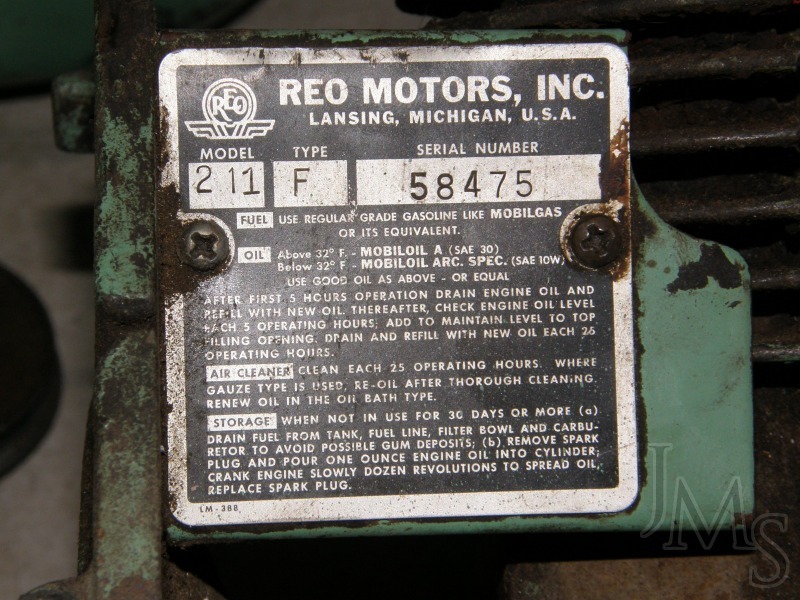 REO
REO MOTORS, INC.
LANSING, MICHIGAN, U.S.A.
MODEL TYPE SERIAL NUMBER
211 F 58475
FUEL USE REGULAR GRADE GASOLINE LIKE MOBILGAS
OR ITS EQUIVALENT.
OIL Above 32° F. - MOBILOIL A (SAE 30)
Below 32° F. - MOBILOIL ARC. SPEC. (SAE 10W)
USE GOOD OIL AS ABOVE - OR EQUAL
AFTER FIRST 5 HOURS OPERATION DRAIN ENGINE OIL AND
REFILL WITH NEW OIL. THEREAFTER, CHECK ENGINE OIL LEVEL
EACH 5 OPERATING HOURS; ADD TO MAINTAIN LEVEL TO TOP
FILLING OPENING. DRAIN AND REFILL WITH NEW OIL EACH 25
OPERATING HOURS.
AIR CLEANER CLEAN EACH 25 OPERATING HOURS. WHERE
GAUZE TYPE IS USED, RE-OIL AFTER THOROUGH CLEANING.
RENEW OIL IN THE OIL BATH TYPE.
STORAGE WHEN NOT IN USE FOR 30 DAYS OR MORE (a)
DRAIN FUEL FROM TANK, FUEL LINE, FILTER BOWL AND CARBU-
RETOR TO AVOID POSSIBLE GUM DEPOSITS; (b) REMOVE SPARK
PLUG AND POUR ONE OUNCE ENGINE OIL INTO CYLINDER;
CRANK ENGINE SLOWLY DOZEN REVOLUTIONS TO SPREAD OIL,
REPLACE SPARK PLUG.
LM-388
JMS